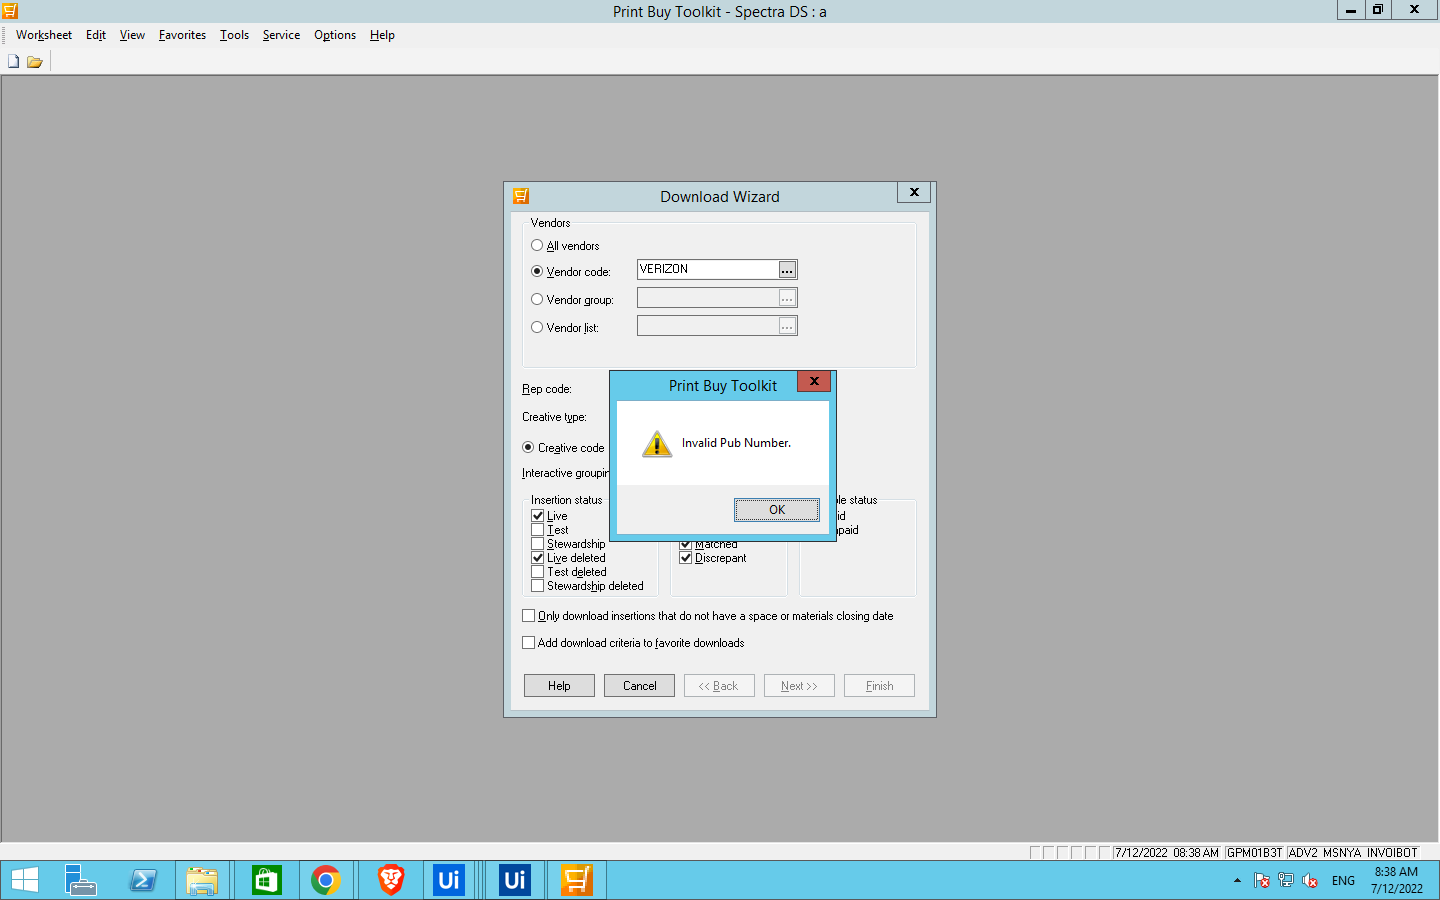 Print Buy Toolkit - Spectra DS : a
Worksheet Edit View Favorites Tools Service Options Help
Download Wizard
Vendors
All vendors
Vendor code: VERIZON ...
Vendor group: ...
Vendor list: ...
Rep code:
Creative type:
Creative code
Interactive groupin
Print Buy Toolkit
Invalid Pub Number.
OK
Insertion status
Live
Test
Stewardship
Live deleted
Test deleted
Stewardship deleted
Matched
Discrepant
le status
id
paid
Only download insertions that do not have a space or materials closing date
Add download criteria to favorite downloads
Help Cancel << Back Next >> Finish
7/12/2022 08:38 AM GPM01B3T ADV2 MSNYA INVOIBOT
Ui Ui
ENG
8:38 AM
7/12/2022